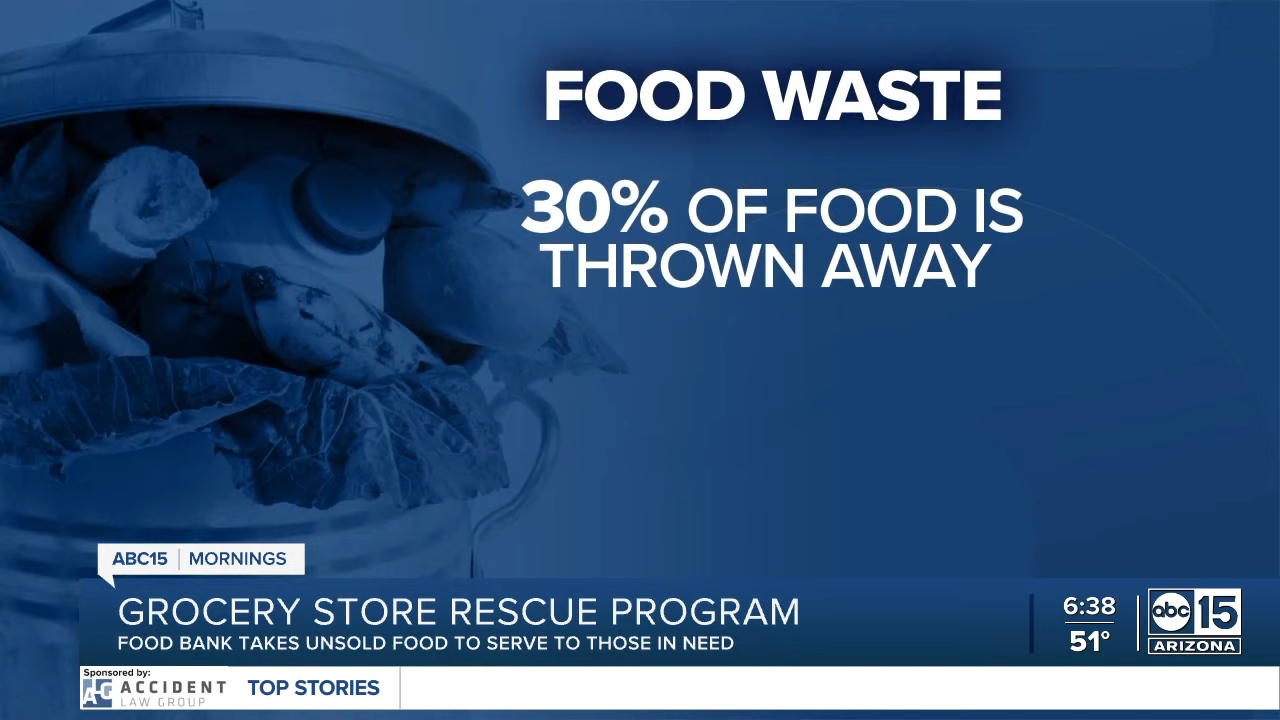 FOOD WASTE
30% OF FOOD IS
THROWN AWAY
ABC15 | MORNINGS
GROCERY STORE RESCUE PROGRAM
FOOD BANK TAKES UNSOLD FOOD TO SERVE TO THOSE IN NEED
6:38
51°
abc 15
ARIZONA
Sponsored by:
AG ACCIDENT
LAW GROUP
TOP STORIES